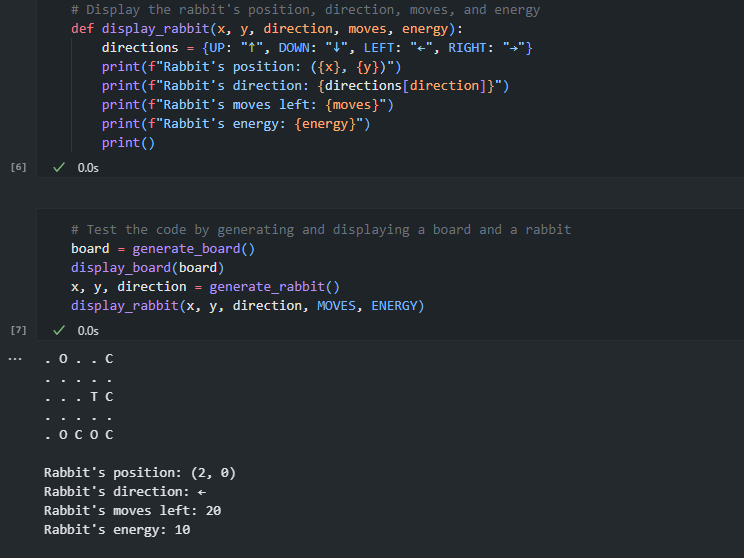 # Display the rabbit's position, direction, moves, and energy
def display_rabbit(x, y, direction, moves, energy):
    directions = {UP: "↑", DOWN: "↓", LEFT: "←", RIGHT: "→"}
    print(f"Rabbit's position: ({x}, {y})")
    print(f"Rabbit's direction: {directions[direction]}")
    print(f"Rabbit's moves left: {moves}")
    print(f"Rabbit's energy: {energy}")
    print()
[6] ✓ 0.0s
# Test the code by generating and displaying a board and a rabbit
board = generate_board()
display_board(board)
x, y, direction = generate_rabbit()
display_rabbit(x, y, direction, MOVES, ENERGY)
[7] ✓ 0.0s
... . O . . C
. . . . .
. . . T C
. . . . .
. O C O C
Rabbit's position: (2, 0)
Rabbit's direction: ←
Rabbit's moves left: 20
Rabbit's energy: 10